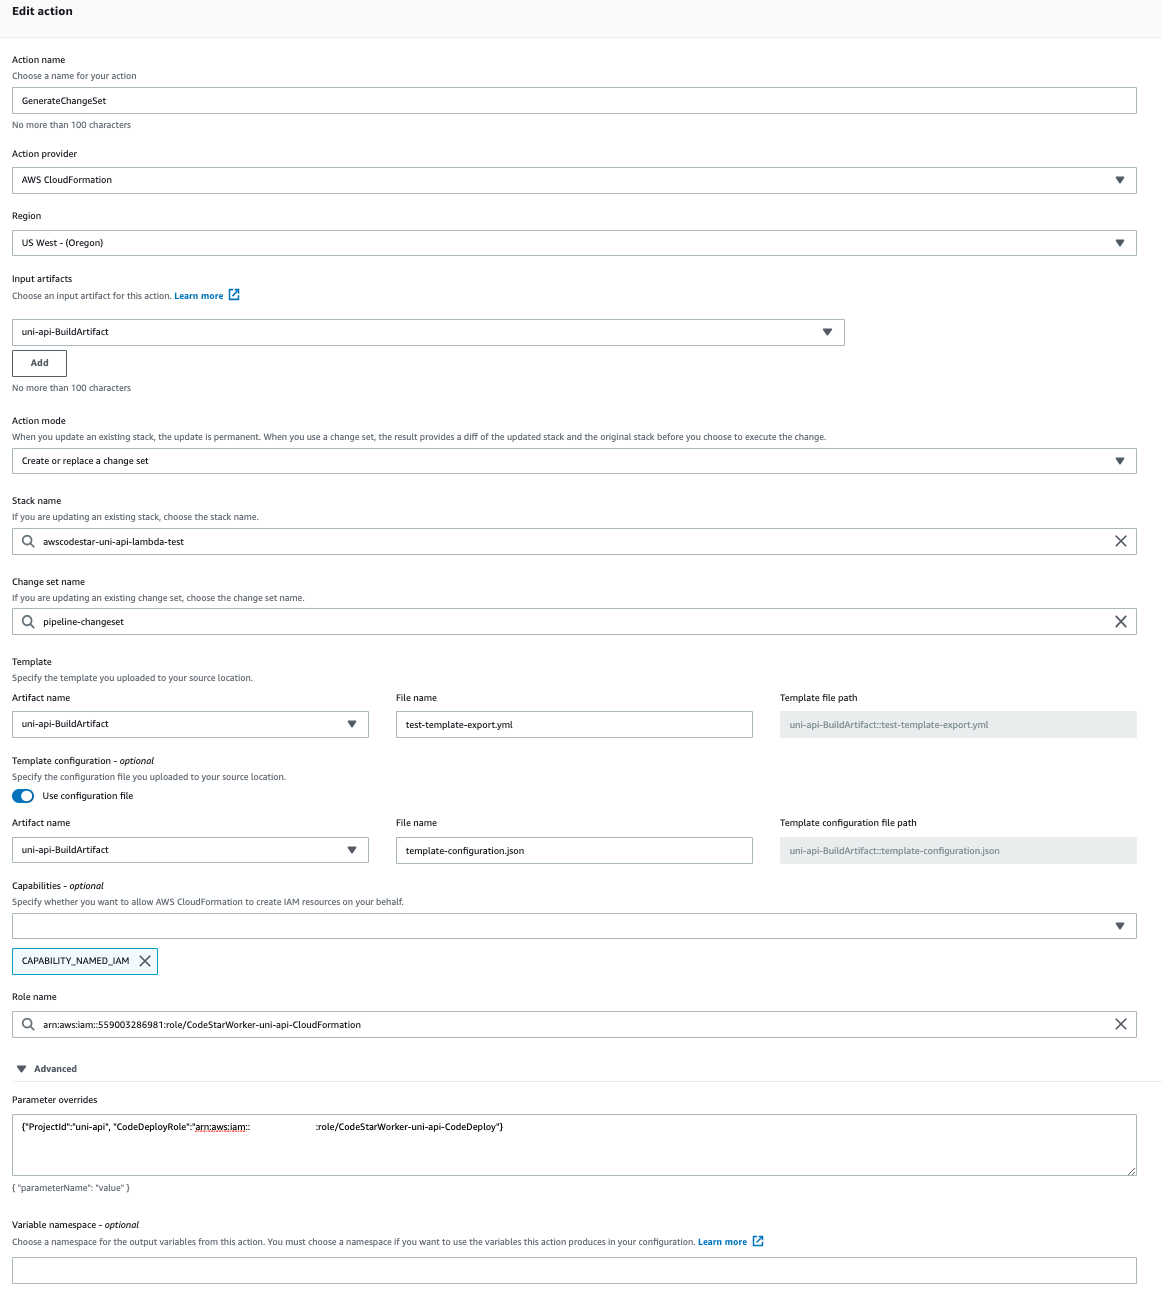 Edit action
Action name
Choose a name for your action
GenerateChangeSet
No more than 100 characters
Action provider
AWS CloudFormation
Region
US West - (Oregon)
Input artifacts
Choose an input artifact for this action. Learn more
uni-api-BuildArtifact
Add
No more than 100 characters
Action mode
When you update an existing stack, the update is permanent. When you use a change set, the result provides a diff of the updated stack and the original stack before you choose to execute the change.
Create or replace a change set
Stack name
If you are updating an existing stack, choose the stack name.
awscodestar-uni-api-lambda-test
Change set name
If you are updating an existing change set, choose the change set name.
pipeline-changeset
Template
Specify the template you uploaded to your source location.
Artifact name File name Template file path
uni-api-BuildArtifact test-template-export.yml uni-api-BuildArtifact::test-template-export.yml
Template configuration - optional
Specify the configuration file you uploaded to your source location.
Use configuration file
Artifact name File name Template configuration file path
uni-api-BuildArtifact template-configuration.json uni-api-BuildArtifact::template-configuration.json
Capabilities - optional
Specify whether you want to allow AWS CloudFormation to create IAM resources on your behalf.
CAPABILITY_NAMED_IAM
Role name
arn:aws:iam::559003286981:role/CodeStarWorker-uni-api-CloudFormation
Advanced
Parameter overrides
{"ProjectId":"uni-api", "CodeDeployRole":"arn:aws:iam:: :role/CodeStarWorker-uni-api-CodeDeploy"}
{ "parameterName": "value" }
Variable namespace - optional
Choose a namespace for the output variables from this action. You must choose a namespace if you want to use the variables this action produces in your configuration. Learn more